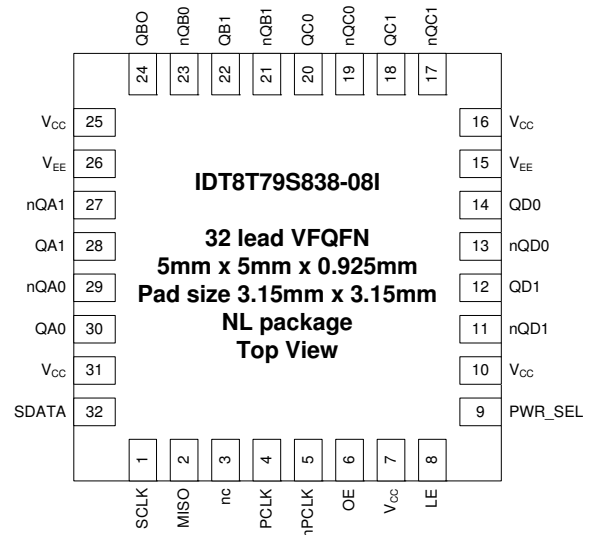 QBO nQB0 QB1 nQB1 QC0 nQC0 QC1 nQC1
24 23 22 21 20 19 18 17
VCC 25
VEE 26
nQA1 27
QA1 28
nQA0 29
QA0 30
VCC 31
SDATA 32
IDT8T79S838-08I
32 lead VFQFN
5mm x 5mm x 0.925mm
Pad size 3.15mm x 3.15mm
NL package
Top View
16 VCC
15 VEE
14 QD0
13 nQD0
12 QD1
11 nQD1
10 VCC
9 PWR_SEL
1 2 3 4 5 6 7 8
SCLK MISO nc PCLK nPCLK OE VCC LE